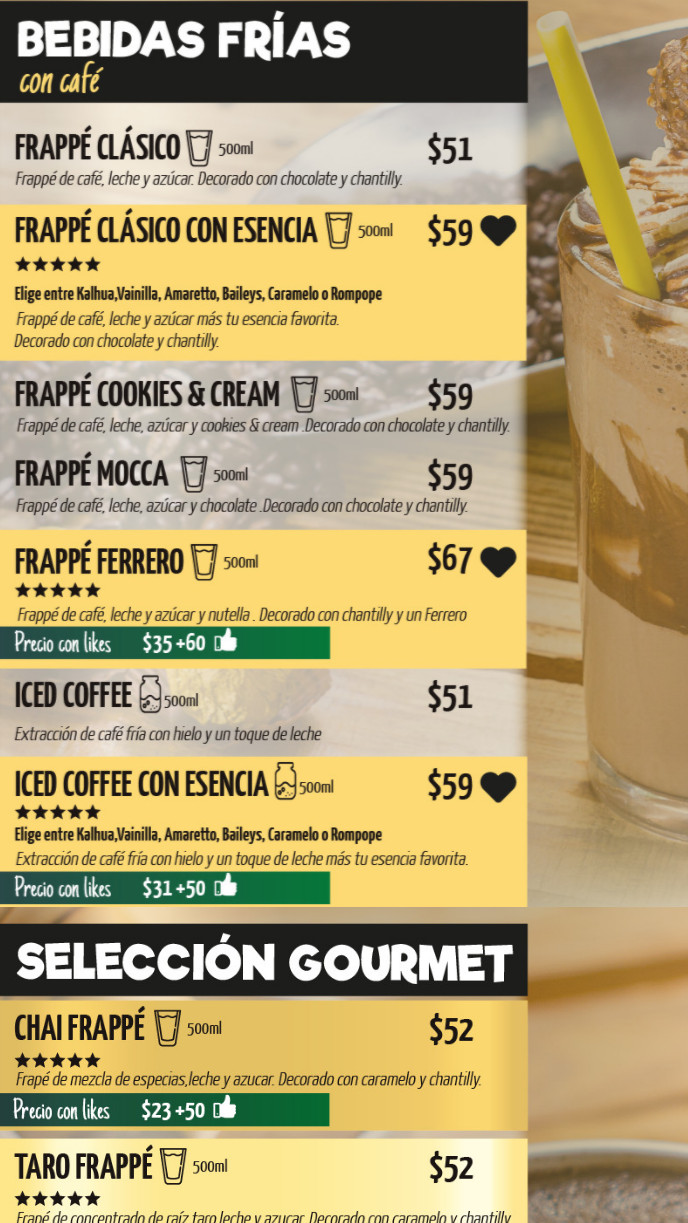 BEBIDAS FRÍAS
con café
FRAPPÉ CLÁSICO 500ml $51
Frappé de café, leche y azúcar. Decorado con chocolate y chantilly.
FRAPPÉ CLÁSICO CON ESENCIA 500ml $59
★★★★★
Elige entre Kalhua,Vainilla, Amaretto, Baileys, Caramelo o Rompope
Frappé de café, leche y azúcar más tu esencia favorita.
Decorado con chocolate y chantilly.
FRAPPÉ COOKIES & CREAM 500ml $59
Frappé de café, leche, azúcar y cookies & cream .Decorado con chocolate y chantilly.
FRAPPÉ MOCCA 500ml $59
Frappé de café, leche, azúcar y chocolate .Decorado con chocolate y chantilly.
FRAPPÉ FERRERO 500ml $67
★★★★★
Frappé de café, leche y azúcar y nutella . Decorado con chantilly y un Ferrero
Precio con likes $35 +60
ICED COFFEE 500ml $51
Extracción de café fría con hielo y un toque de leche
ICED COFFEE CON ESENCIA 500ml $59
★★★★★
Elige entre Kalhua,Vainilla, Amaretto, Baileys, Caramelo o Rompope
Extracción de café fría con hielo y un toque de leche más tu esencia favorita.
Precio con likes $31 +50
SELECCIÓN GOURMET
CHAI FRAPPÉ 500ml $52
★★★★★
Frapé de mezcla de especias,leche y azucar. Decorado con caramelo y chantilly.
Precio con likes $23 +50
TARO FRAPPÉ 500ml $52
★★★★★
Frapé de concentrado de raíz taro,leche y azucar. Decorado con caramelo y chantilly.